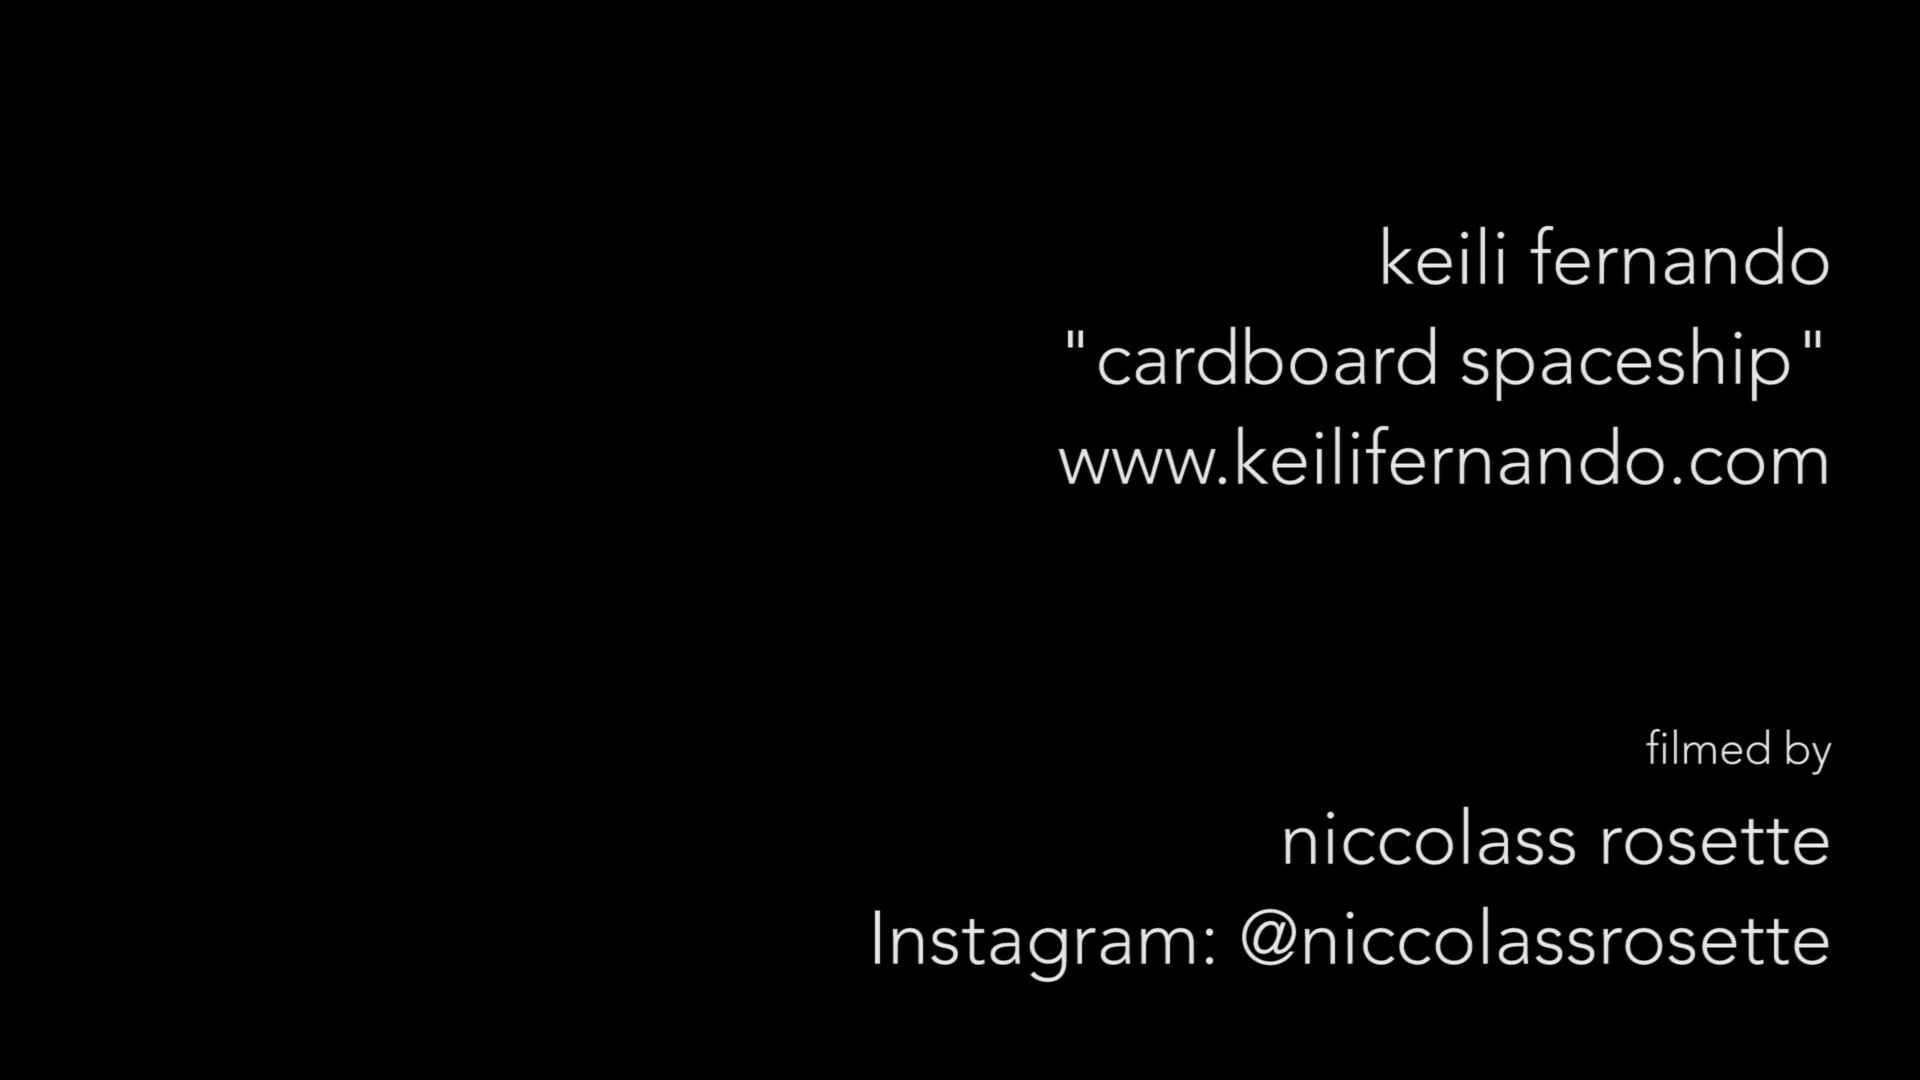 keili fernando
"cardboard spaceship"
www.keilifernando.com
filmed by
niccolass rosette
Instagram: @niccolassrosette